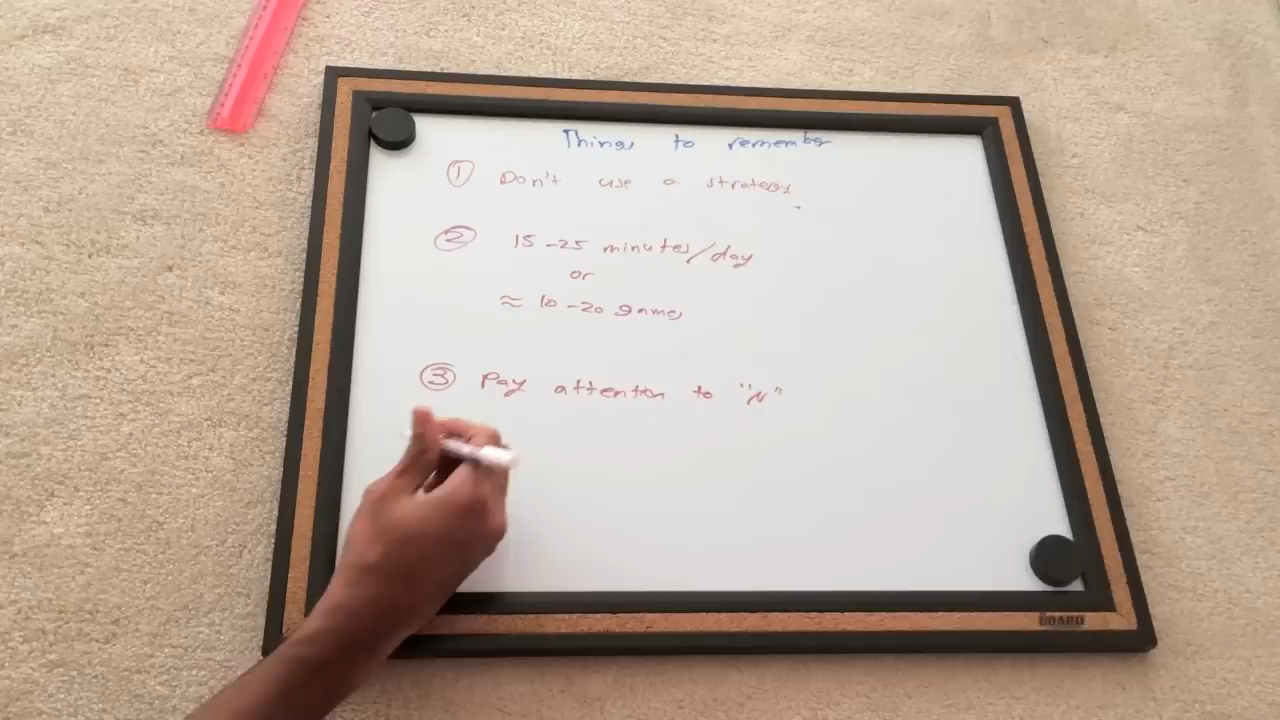 Things to remember
① Don't use a strategy.
② 15-25 minutes/day
or
≈ 10-20 games
③ Pay attention to "N"
BOARD